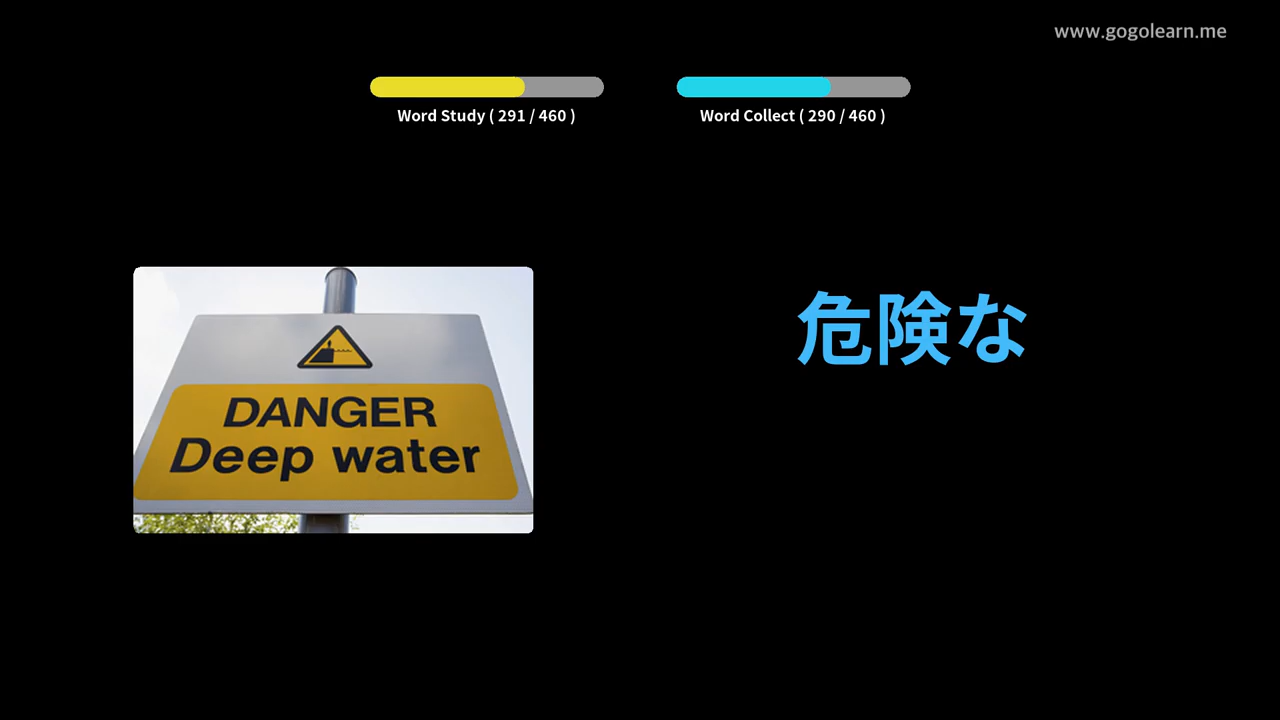 www.gogolearn.me
Word Study ( 291 / 460 )
Word Collect ( 290 / 460 )
DANGER
Deep water
危険な